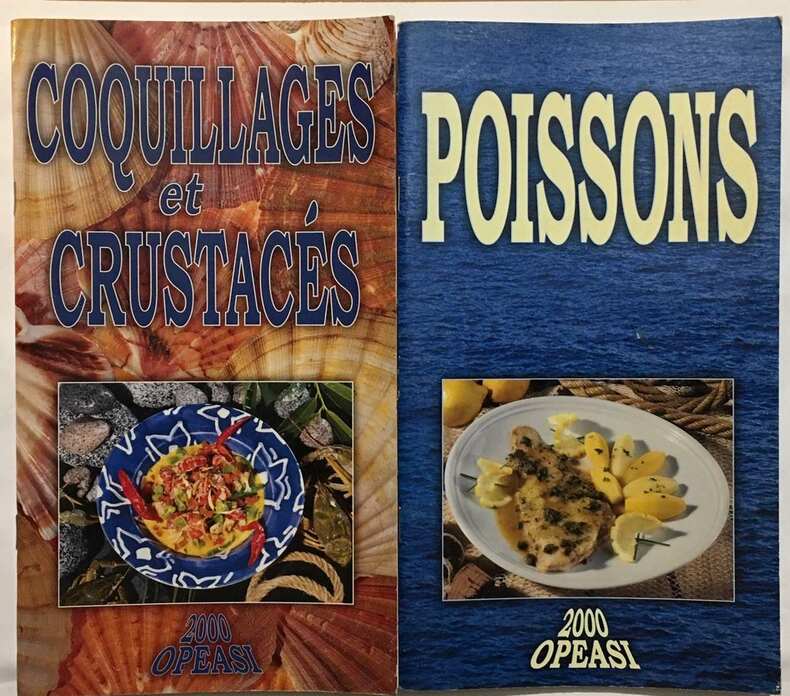 COQUILLAGES
et
CRUSTACÉS
2000
OPEASI
POISSONS
2000
OPEASI